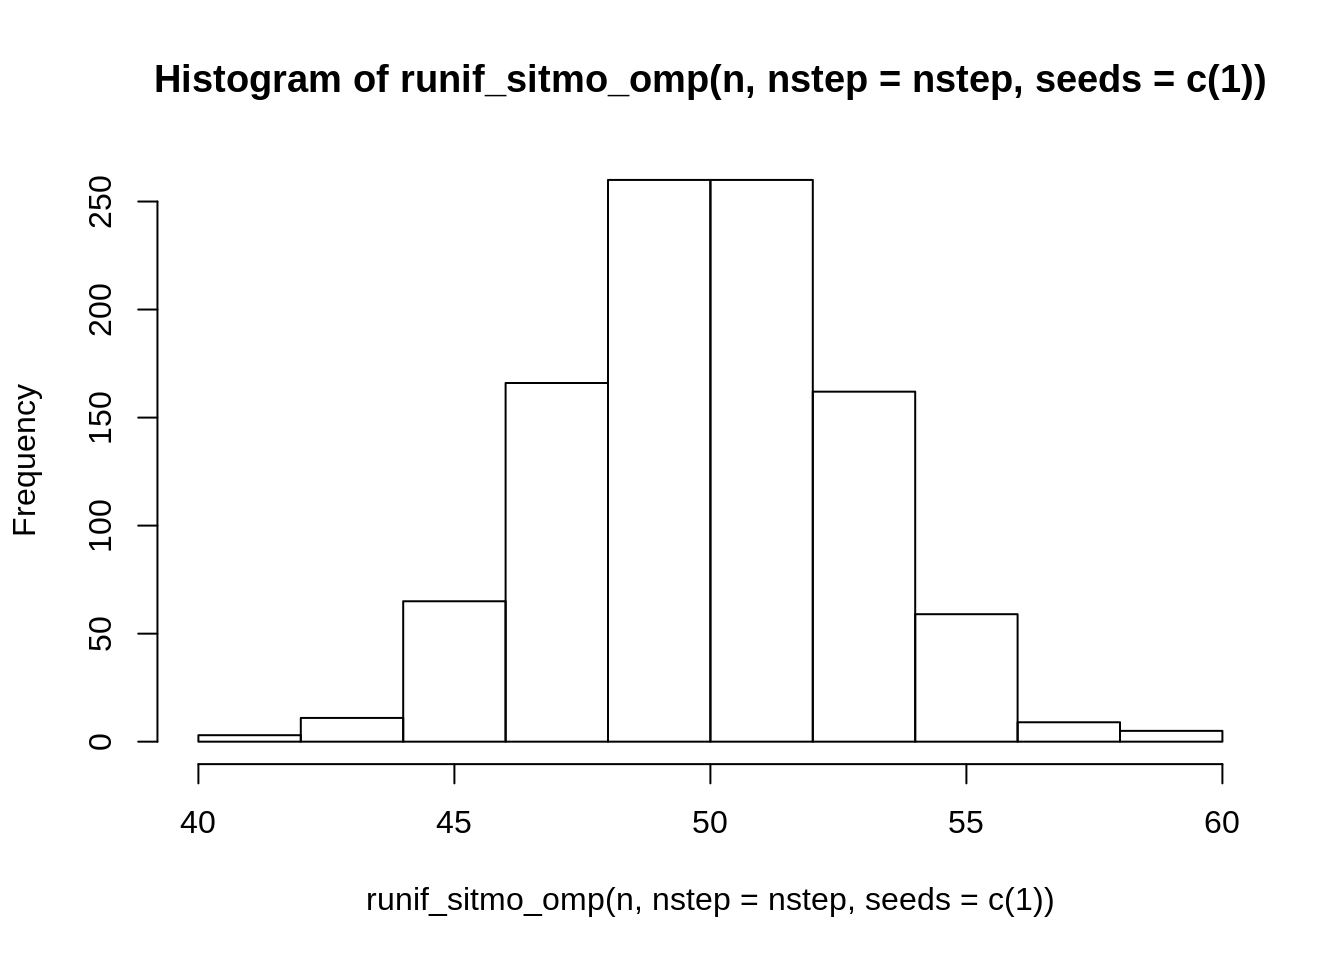 Histogram of runif_sitmo_omp(n, nstep = nstep, seeds = c(1))
Frequency
250
200
150
100
50
0
40 45 50 55 60
runif_sitmo_omp(n, nstep = nstep, seeds = c(1))